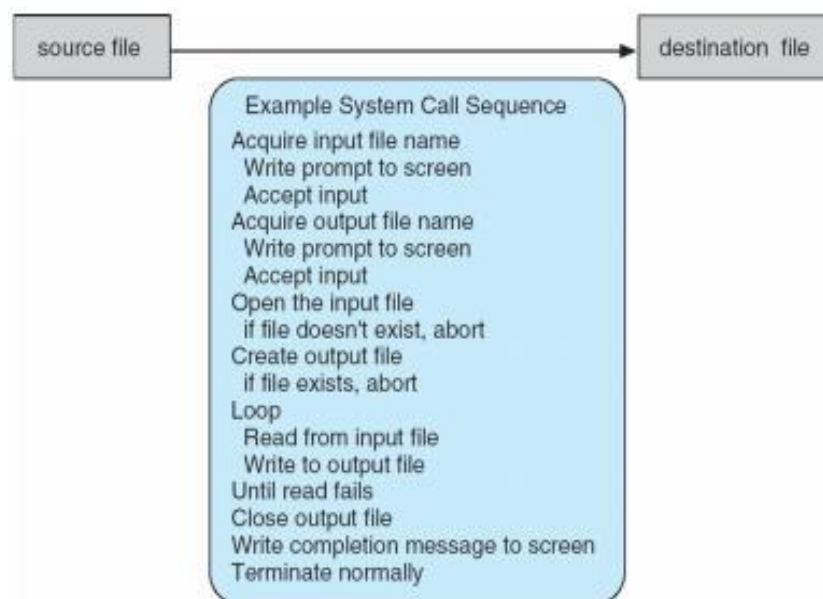 source file
destination file
Example System Call Sequence
Acquire input file name
Write prompt to screen
Accept input
Acquire output file name
Write prompt to screen
Accept input
Open the input file
if file doesn't exist, abort
Create output file
if file exists, abort
Loop
Read from input file
Write to output file
Until read fails
Close output file
Write completion message to screen
Terminate normally